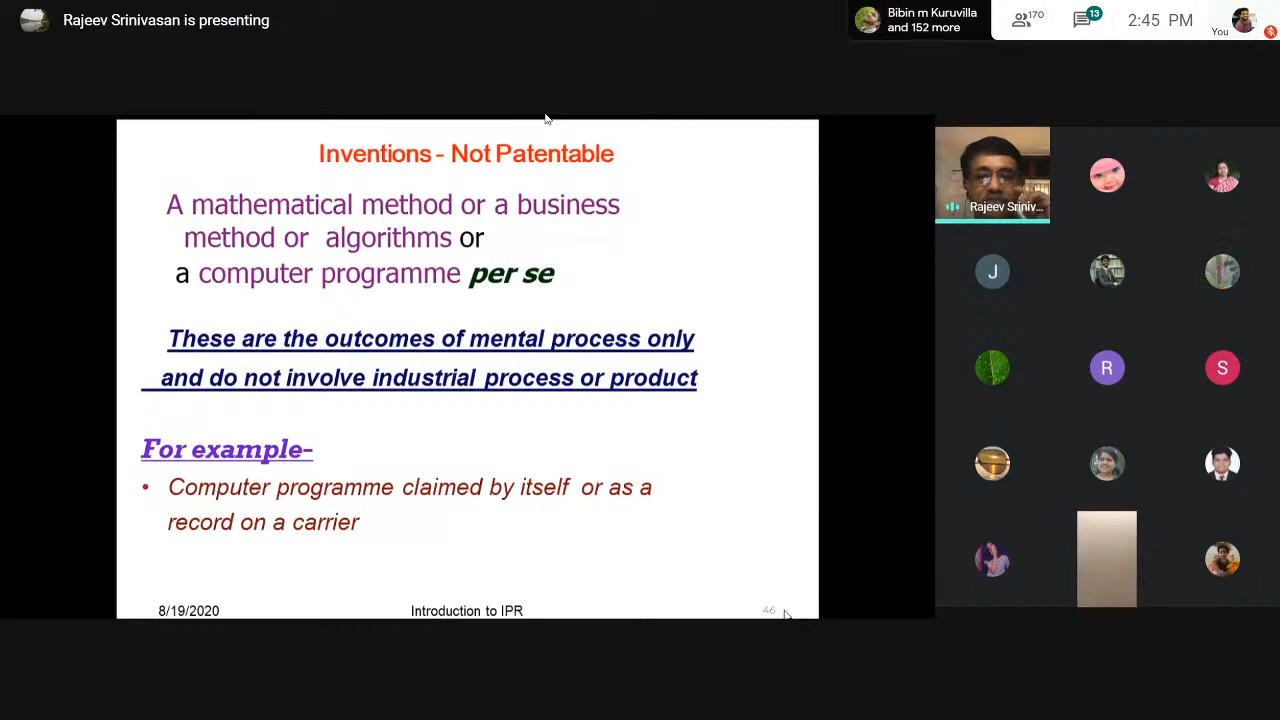 Rajeev Srinivasan is presenting
Bibin m Kuruvilla
and 152 more
170
13
2:45 PM
You
Inventions - Not Patentable
A mathematical method or a business
method or algorithms or
a computer programme per se
These are the outcomes of mental process only
and do not involve industrial process or product
For example-
• Computer programme claimed by itself or as a
record on a carrier
8/19/2020
Introduction to IPR
46
Rajeev Sriniv...
J
R
S